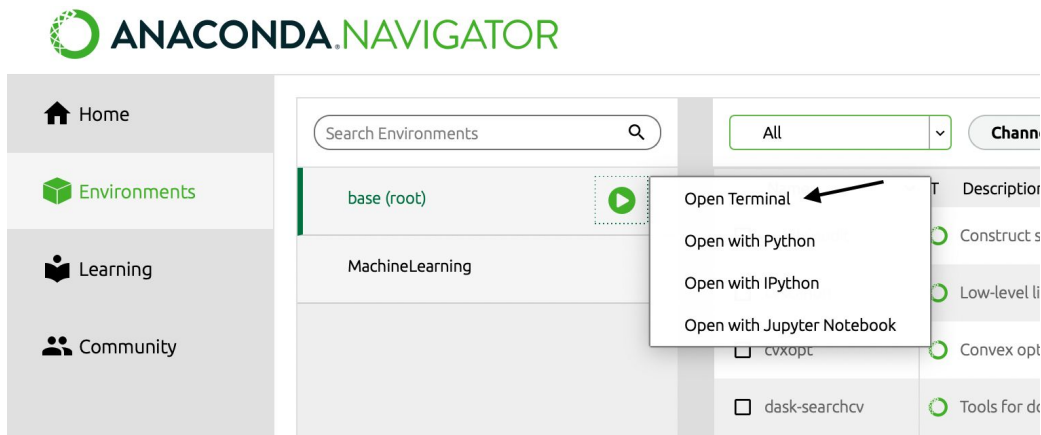 ANACONDA.NAVIGATOR
Home
Environments
Learning
Community
Search Environments
base (root)
MachineLearning
Open Terminal
Open with Python
Open with IPython
Open with Jupyter Notebook
All
T Description
Construct s
Low-level li
cvxopt Convex opt
dask-searchcv Tools for do